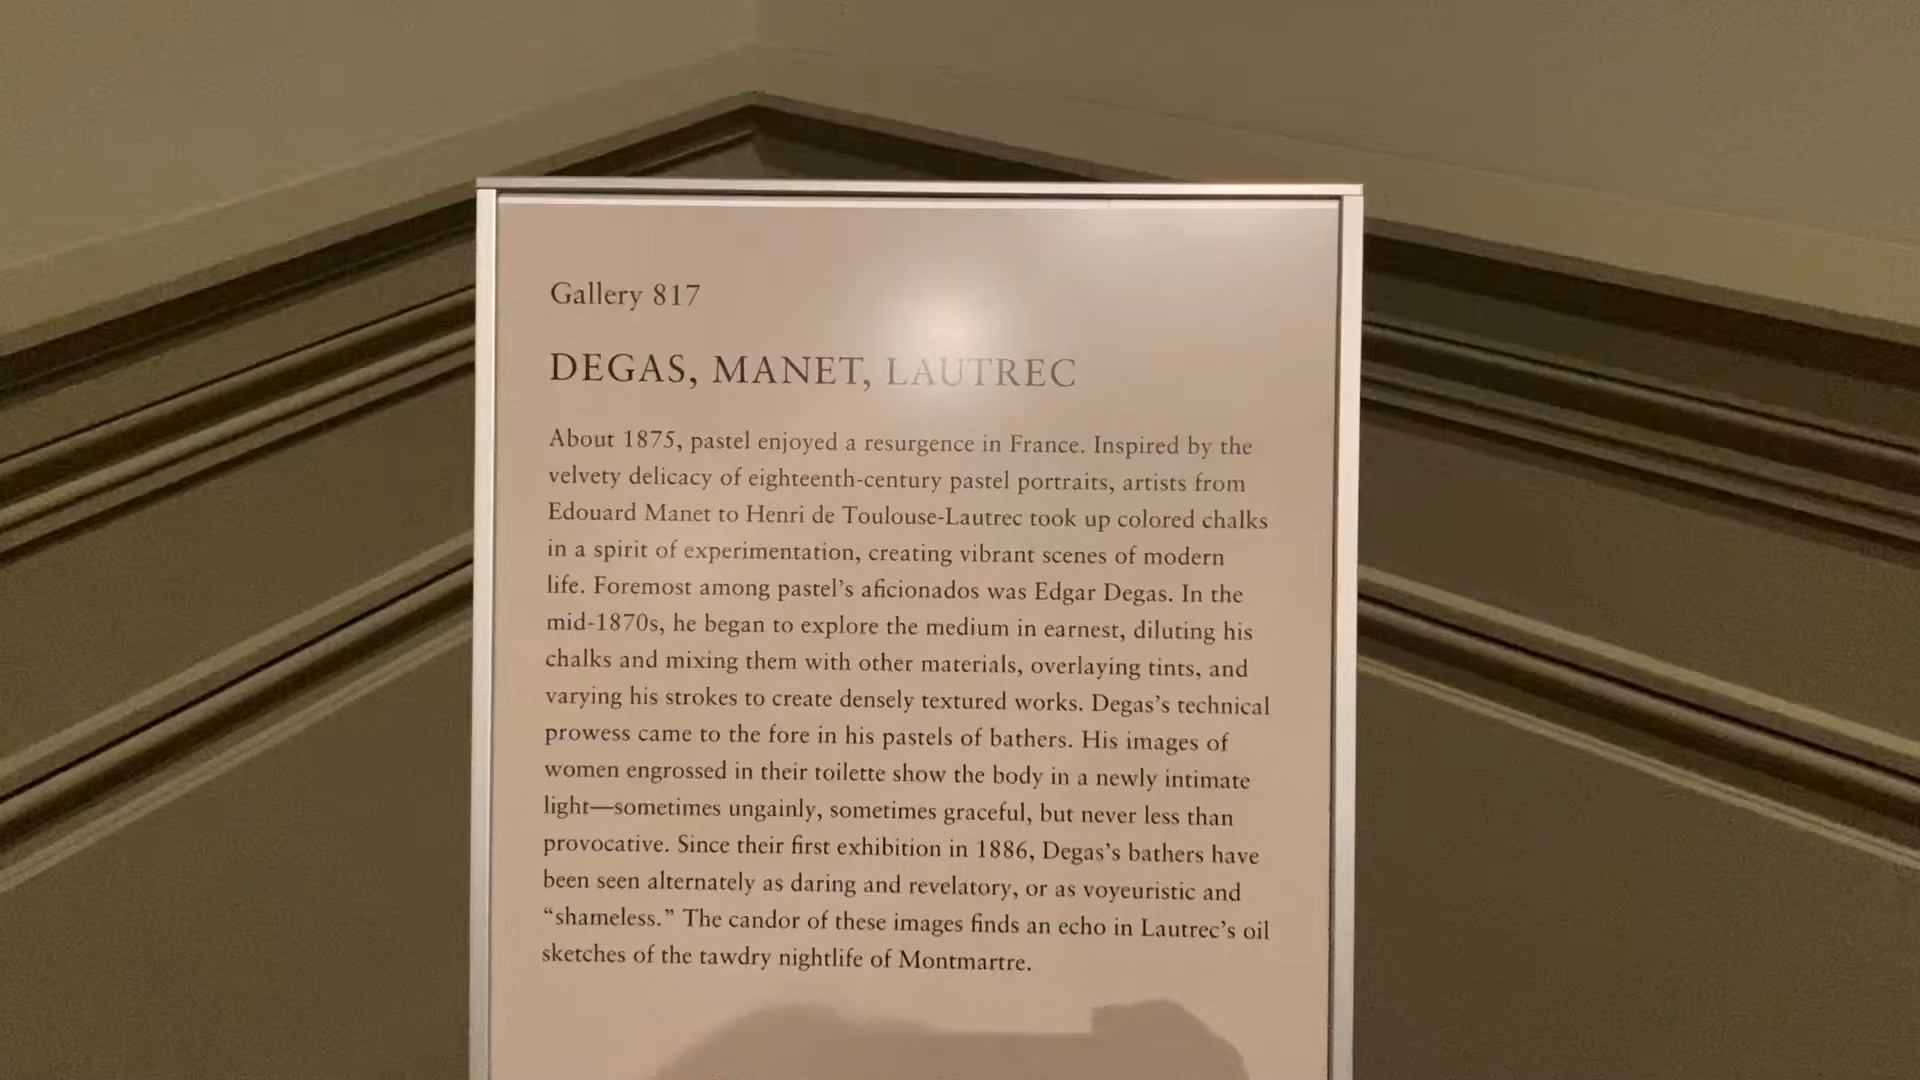 Gallery 817
DEGAS, MANET, LAUTREC
About 1875, pastel enjoyed a resurgence in France. Inspired by the
velvety delicacy of eighteenth-century pastel portraits, artists from
Edouard Manet to Henri de Toulouse-Lautrec took up colored chalks
in a spirit of experimentation, creating vibrant scenes of modern
life. Foremost among pastel’s aficionados was Edgar Degas. In the
mid-1870s, he began to explore the medium in earnest, diluting his
chalks and mixing them with other materials, overlaying tints, and
varying his strokes to create densely textured works. Degas’s technical
prowess came to the fore in his pastels of bathers. His images of
women engrossed in their toilette show the body in a newly intimate
light—sometimes ungainly, sometimes graceful, but never less than
provocative. Since their first exhibition in 1886, Degas’s bathers have
been seen alternately as daring and revelatory, or as voyeuristic and
“shameless.” The candor of these images finds an echo in Lautrec’s oil
sketches of the tawdry nightlife of Montmartre.